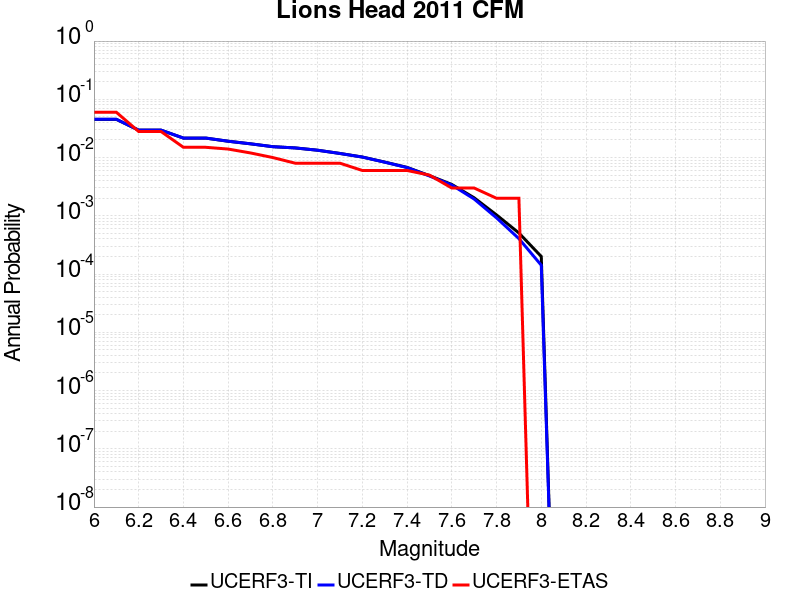 Lions Head 2011 CFM
10^0
10^-1
10^-2
10^-3
10^-4
10^-5
10^-6
10^-7
10^-8
Annual Probability
6 6.2 6.4 6.6 6.8 7 7.2 7.4 7.6 7.8 8 8.2 8.4 8.6 8.8 9
Magnitude
UCERF3-TI UCERF3-TD UCERF3-ETAS